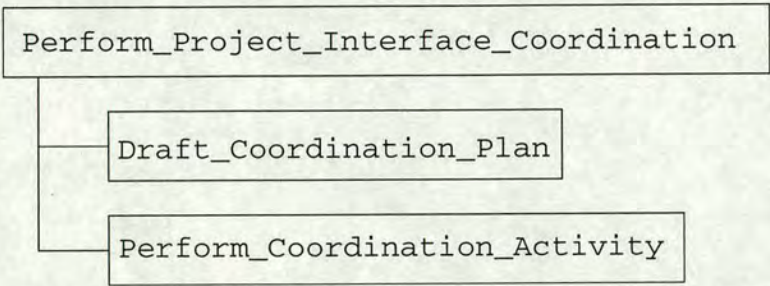 Perform_Project_Interface_Coordination
Draft_Coordination_Plan
Perform_Coordination_Activity